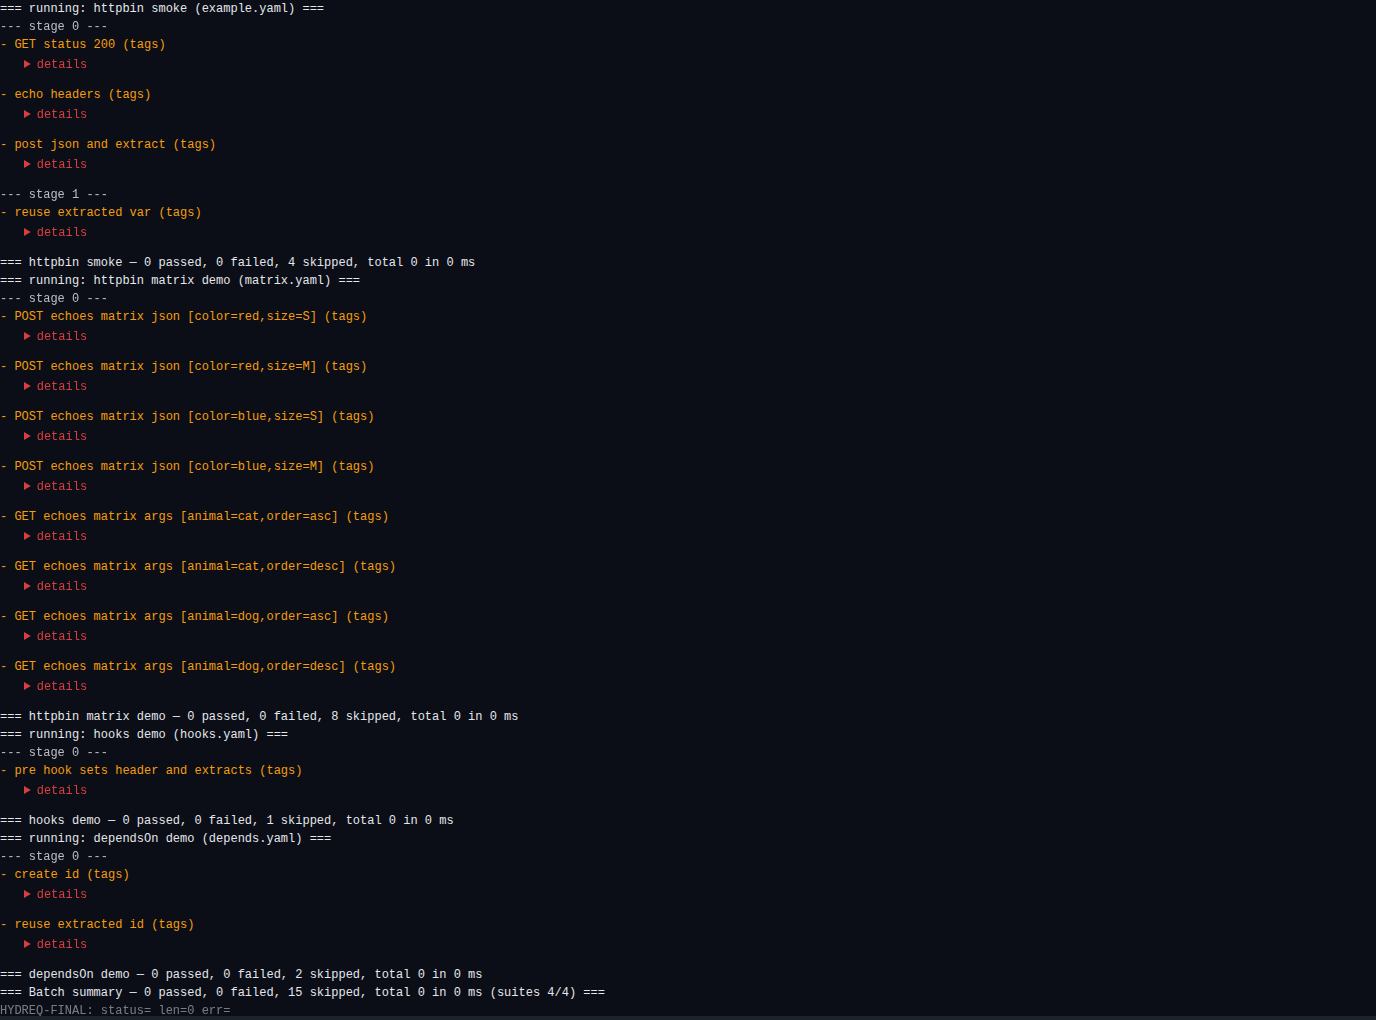 === running: httpbin smoke (example.yaml) ===
--- stage 0 ---
- GET status 200 (tags)
▶ details
- echo headers (tags)
▶ details
- post json and extract (tags)
▶ details
--- stage 1 ---
- reuse extracted var (tags)
▶ details
=== httpbin smoke — 0 passed, 0 failed, 4 skipped, total 0 in 0 ms
=== running: httpbin matrix demo (matrix.yaml) ===
--- stage 0 ---
- POST echoes matrix json [color=red,size=S] (tags)
▶ details
- POST echoes matrix json [color=red,size=M] (tags)
▶ details
- POST echoes matrix json [color=blue,size=S] (tags)
▶ details
- POST echoes matrix json [color=blue,size=M] (tags)
▶ details
- GET echoes matrix args [animal=cat,order=asc] (tags)
▶ details
- GET echoes matrix args [animal=cat,order=desc] (tags)
▶ details
- GET echoes matrix args [animal=dog,order=asc] (tags)
▶ details
- GET echoes matrix args [animal=dog,order=desc] (tags)
▶ details
=== httpbin matrix demo — 0 passed, 0 failed, 8 skipped, total 0 in 0 ms
=== running: hooks demo (hooks.yaml) ===
--- stage 0 ---
- pre hook sets header and extracts (tags)
▶ details
=== hooks demo — 0 passed, 0 failed, 1 skipped, total 0 in 0 ms
=== running: dependsOn demo (depends.yaml) ===
--- stage 0 ---
- create id (tags)
▶ details
- reuse extracted id (tags)
▶ details
=== dependsOn demo — 0 passed, 0 failed, 2 skipped, total 0 in 0 ms
=== Batch summary — 0 passed, 0 failed, 15 skipped, total 0 in 0 ms (suites 4/4) ===
HYDREQ-FINAL: status= len=0 err=